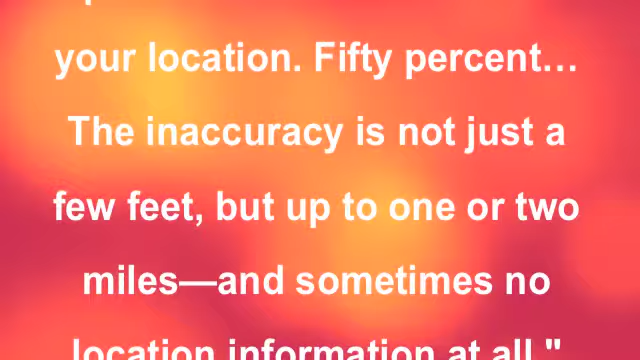 your location. Fifty percent…
The inaccuracy is not just a
few feet, but up to one or two
miles—and sometimes no
location information at all."